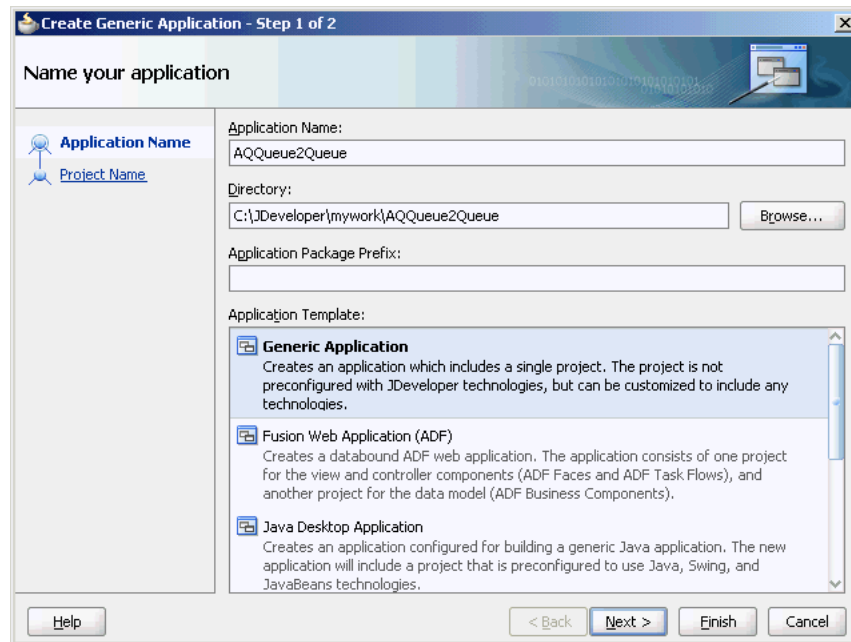 Create Generic Application - Step 1 of 2
Name your application
Application Name
Project Name
Application Name:
AQQueue2Queue
Directory:
C:\JDeveloper\mywork\AQQueue2Queue
Browse...
Application Package Prefix:
Application Template:
Generic Application
Creates an application which includes a single project. The project is not
preconfigured with JDeveloper technologies, but can be customized to include any
technologies.
Fusion Web Application (ADF)
Creates a databound ADF web application. The application consists of one project
for the view and controller components (ADF Faces and ADF Task Flows), and
another project for the data model (ADF Business Components).
Java Desktop Application
Creates an application configured for building a generic Java application. The new
application will include a project that is preconfigured to use Java, Swing, and
JavaBeans technologies.
Help
< Back
Next >
Finish
Cancel